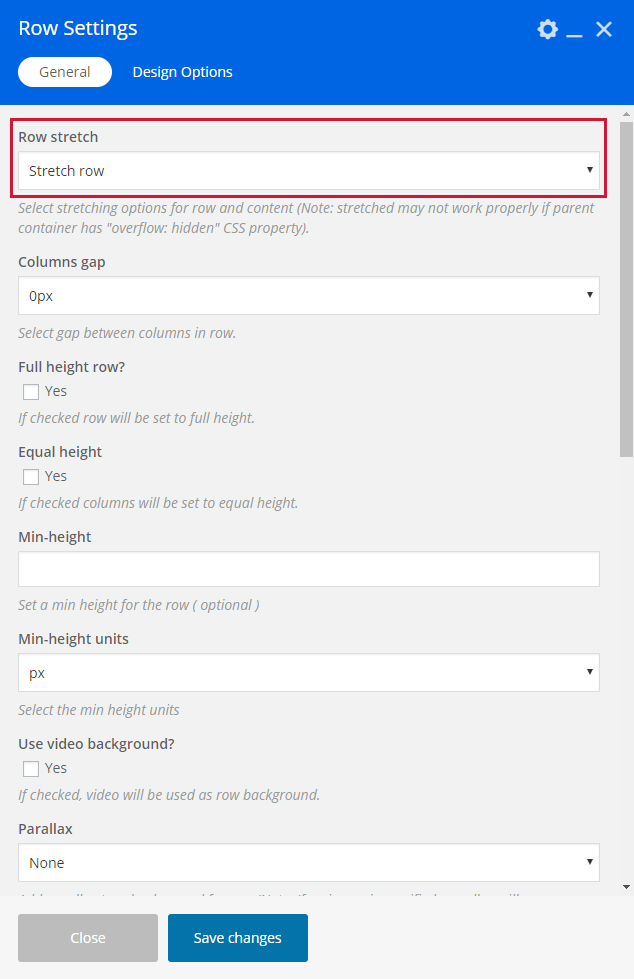 Row Settings
General
Design Options
Row stretch
Stretch row
Select stretching options for row and content (Note: stretched may not work properly if parent
container has "overflow: hidden" CSS property).
Columns gap
0px
Select gap between columns in row.
Full height row?
Yes
If checked row will be set to full height.
Equal height
Yes
If checked columns will be set to equal height.
Min-height
Set a min height for the row ( optional )
Min-height units
px
Select the min height units
Use video background?
Yes
If checked, video will be used as row background.
Parallax
None
Close
Save changes